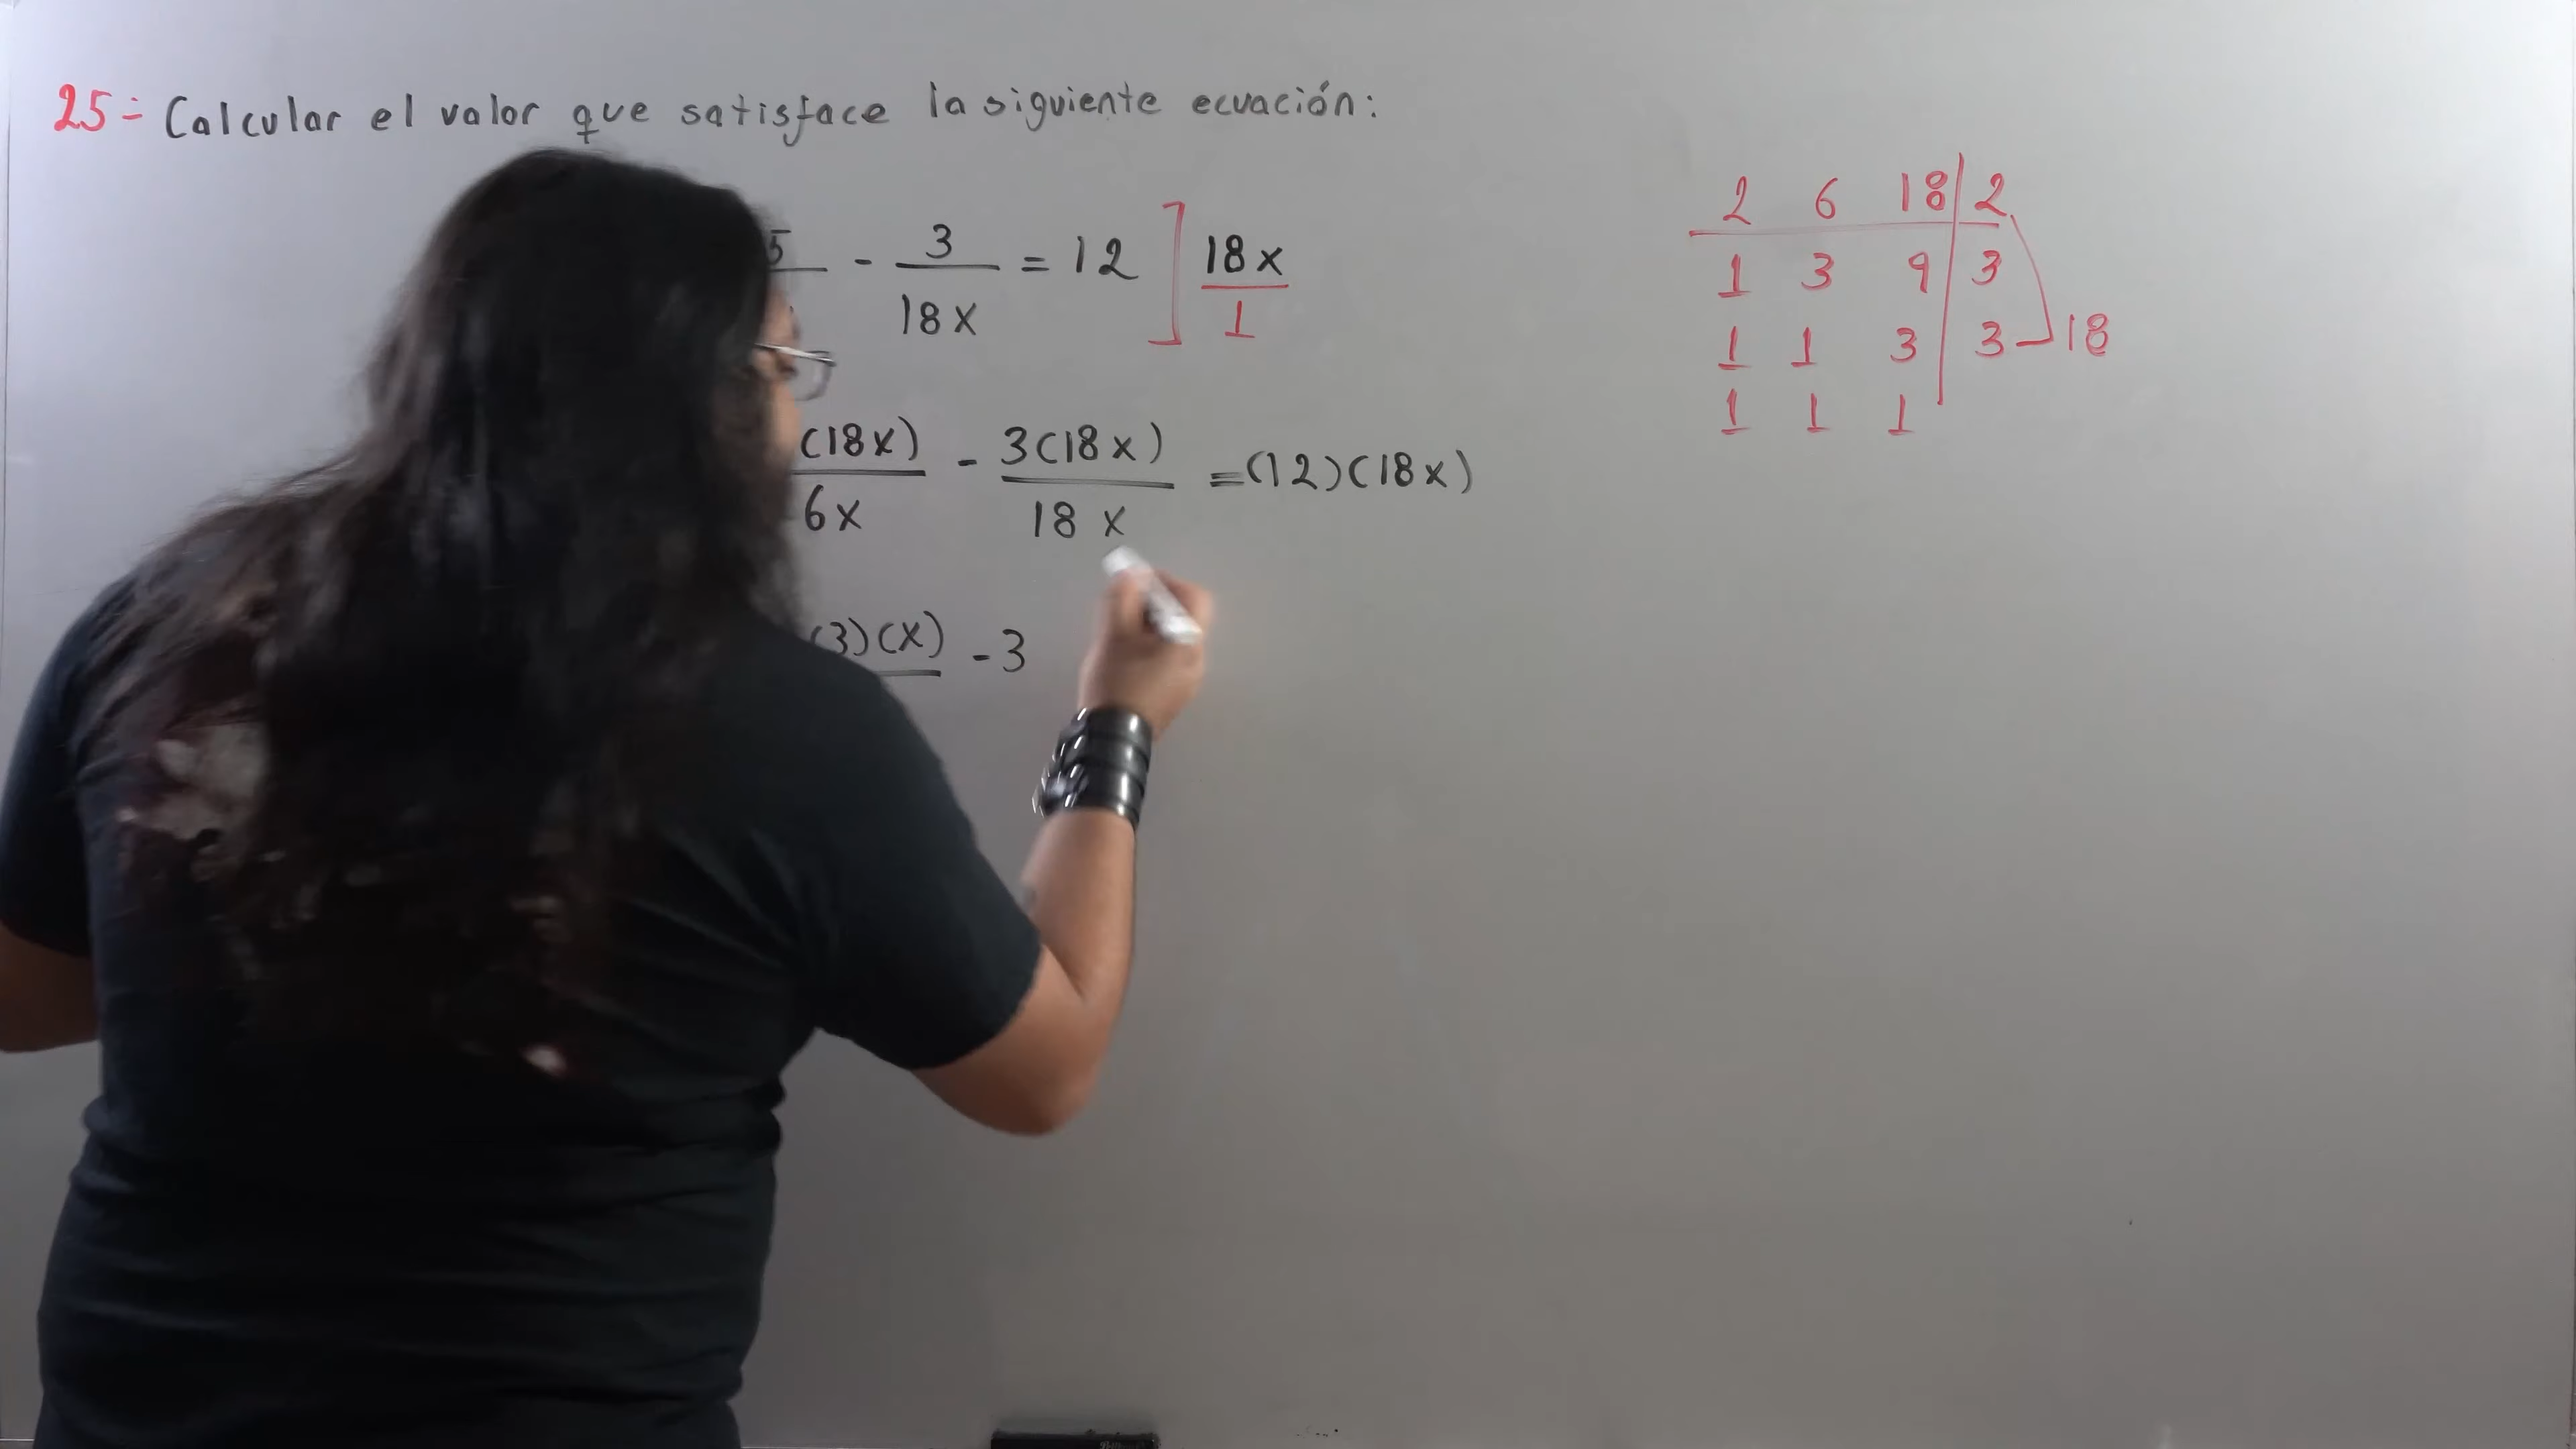 25= Calcular el valor que satisface la siguiente ecuación:
5 - 3/18x = 12 ] 18x/1
(18x)/6x - 3(18x)/18x = (12)(18x)
(3)(x) - 3
2 6 18 | 2
1 3 9 | 3
1 1 3 | 3 18
1 1 1